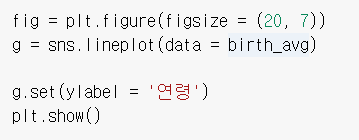 fig = plt.figure(figsize = (20, 7))
g = sns.lineplot(data = birth_avg)
g.set(ylabel = '연령')
plt.show()